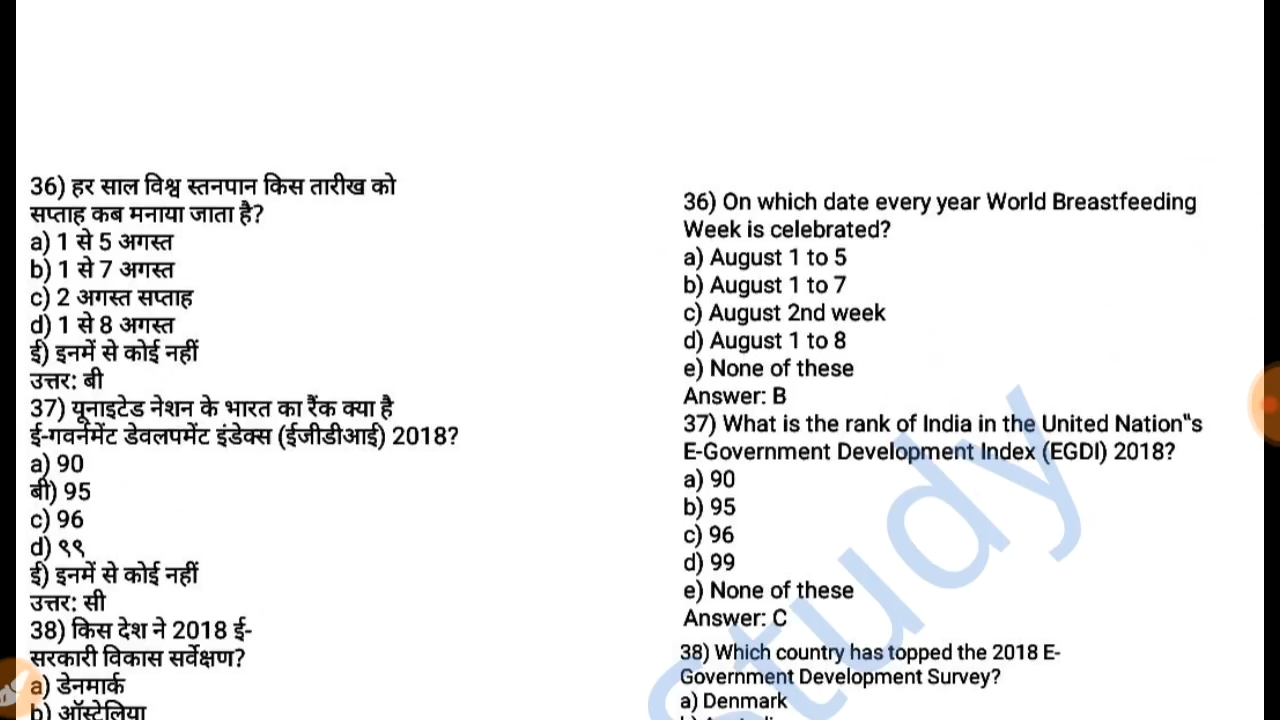 36) हर साल विश्व स्तनपान किस तारीख को
सप्ताह कब मनाया जाता है?
a) 1 से 5 अगस्त
b) 1 से 7 अगस्त
c) 2 अगस्त सप्ताह
d) 1 से 8 अगस्त
ई) इनमें से कोई नहीं
उत्तर: बी
37) यूनाइटेड नेशन के भारत का रैंक क्या है
ई-गवर्नमेंट डेवलपमेंट इंडेक्स (ईजीडीआई) 2018?
a) 90
बी) 95
c) 96
d) ९९
ई) इनमें से कोई नहीं
उत्तर: सी
38) किस देश ने 2018 ई-
सरकारी विकास सर्वेक्षण?
a) डेनमार्क
b) ऑस्टेलिया
36) On which date every year World Breastfeeding
Week is celebrated?
a) August 1 to 5
b) August 1 to 7
c) August 2nd week
d) August 1 to 8
e) None of these
Answer: B
37) What is the rank of India in the United Nation"s
E-Government Development Index (EGDI) 2018?
a) 90
b) 95
c) 96
d) 99
e) None of these
Answer: C
38) Which country has topped the 2018 E-
Government Development Survey?
a) Denmark
study